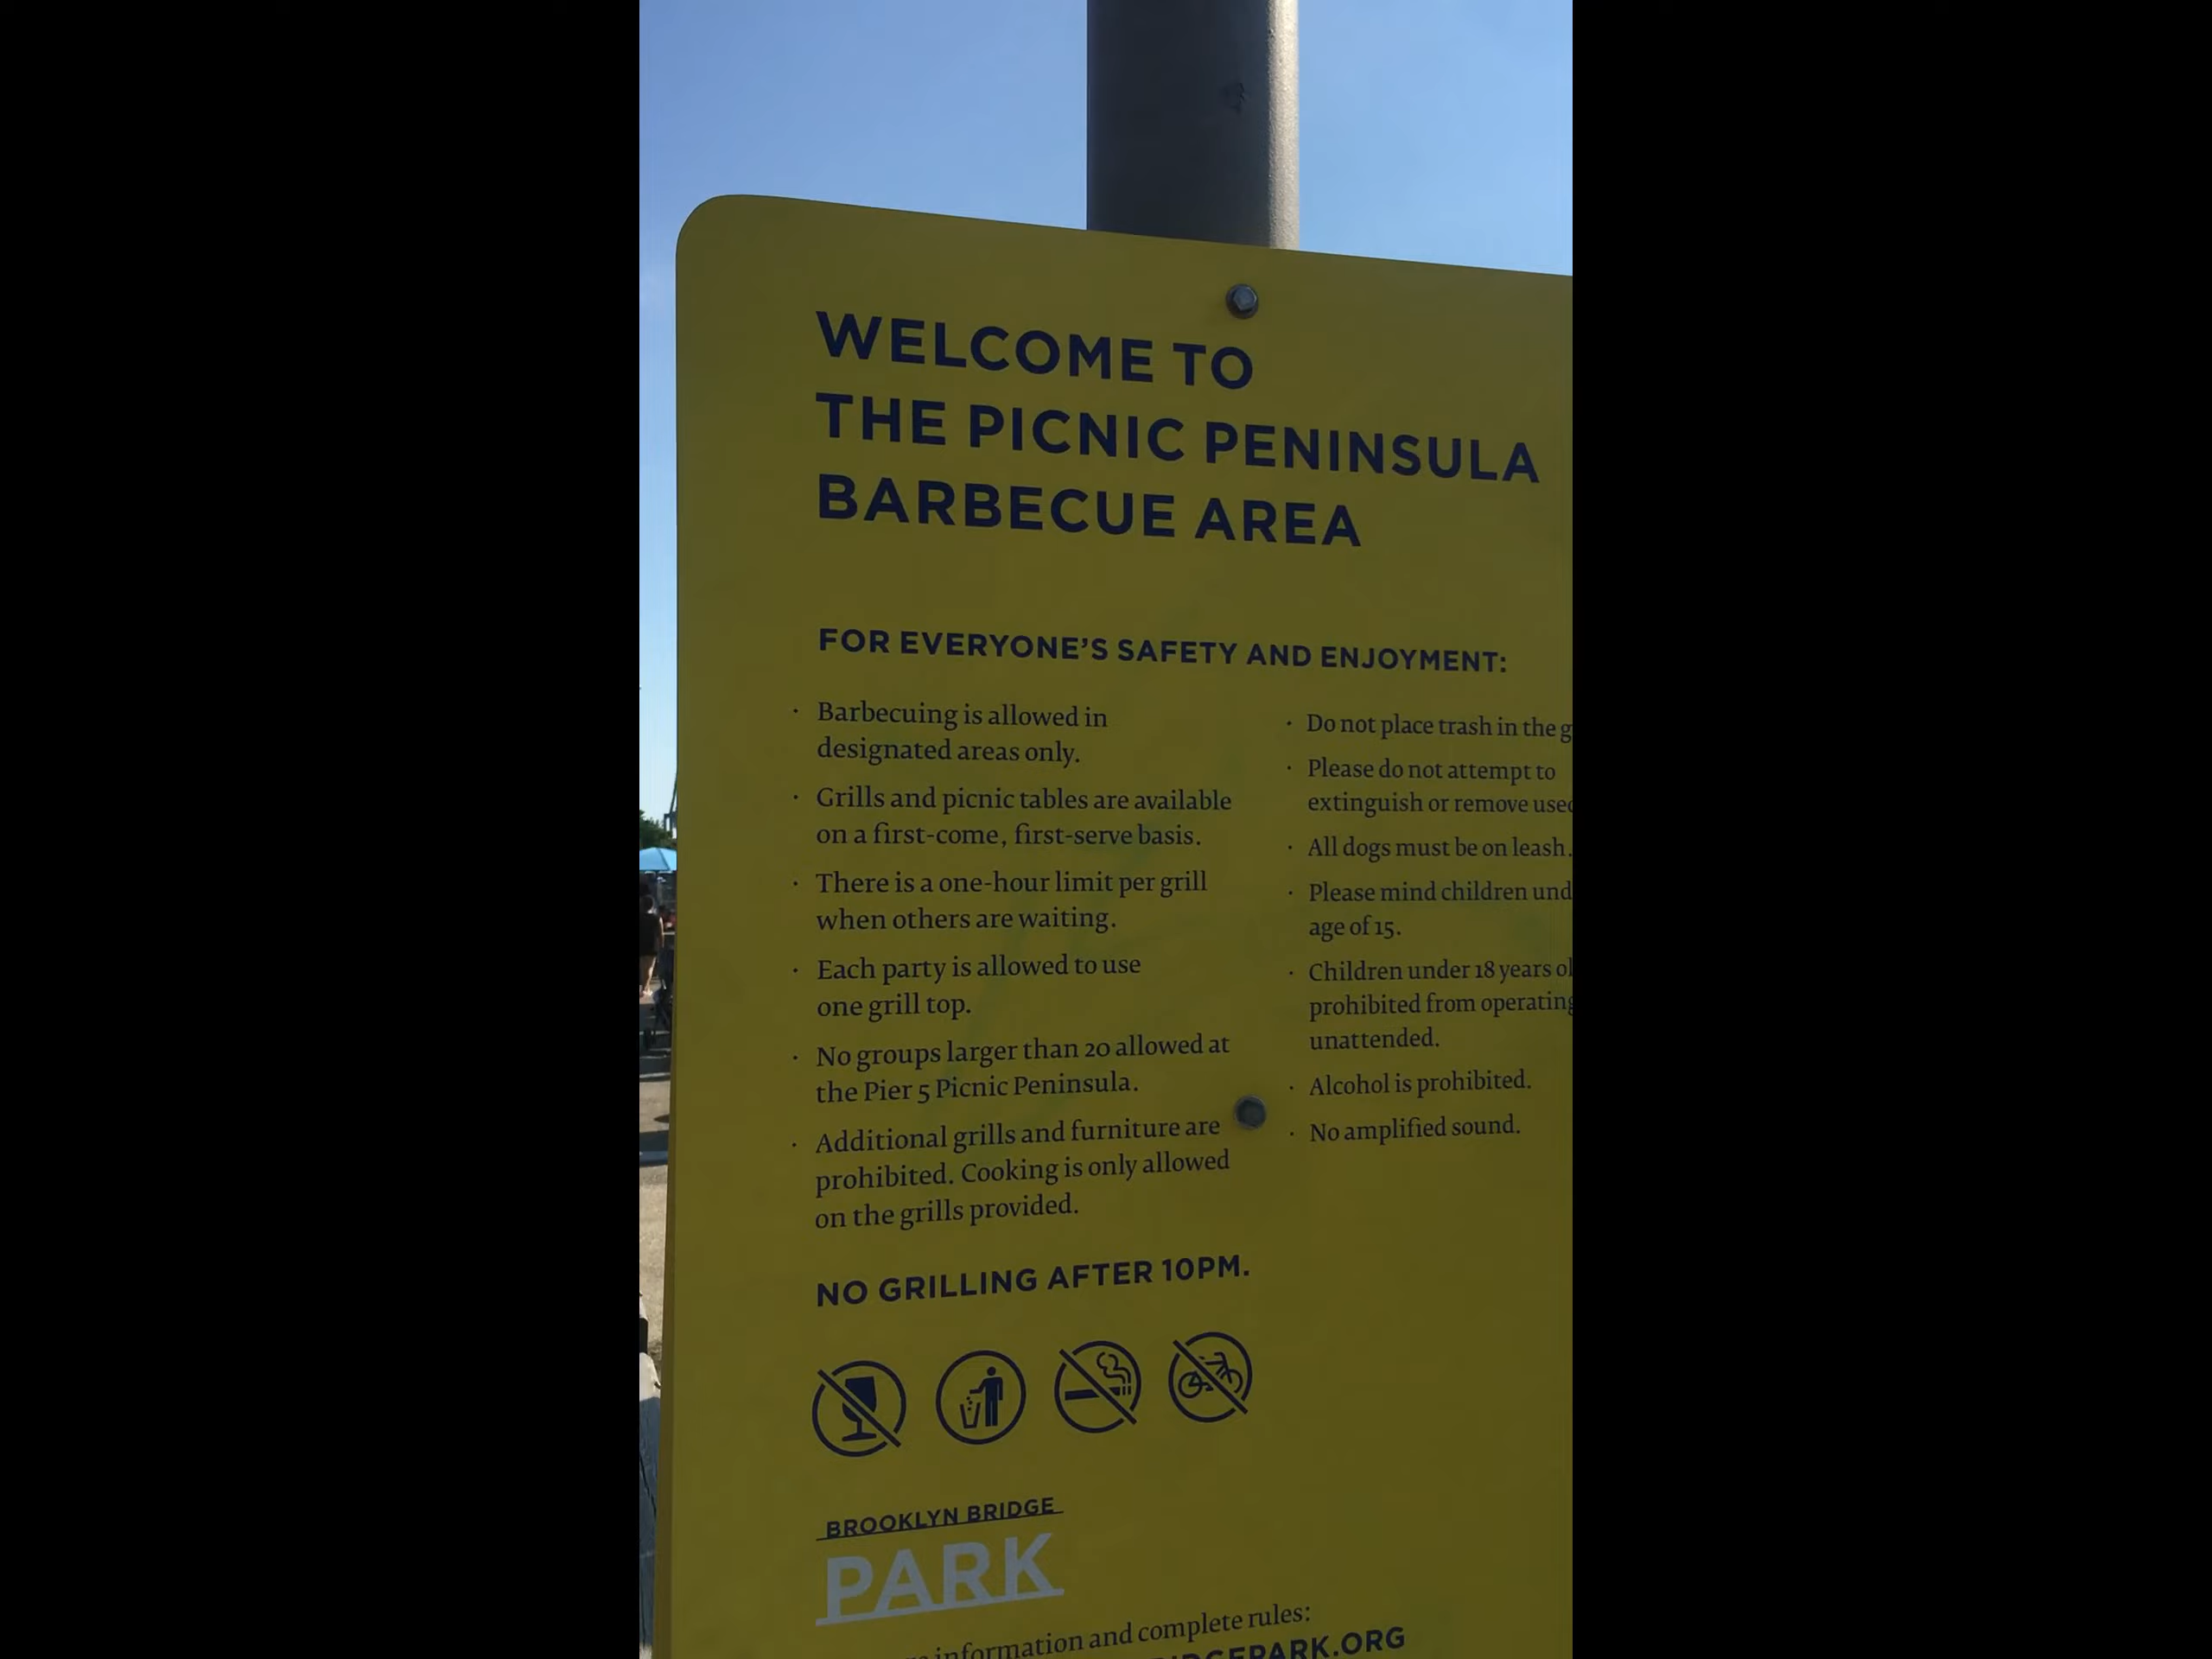 WELCOME TO
THE PICNIC PENINSULA
BARBECUE AREA
FOR EVERYONE'S SAFETY AND ENJOYMENT:
· Barbecuing is allowed in
designated areas only.
· Grills and picnic tables are available
on a first-come, first-serve basis.
· There is a one-hour limit per grill
when others are waiting.
· Each party is allowed to use
one grill top.
· No groups larger than 20 allowed at
the Pier 5 Picnic Peninsula.
· Additional grills and furniture are
prohibited. Cooking is only allowed
on the grills provided.
· Do not place trash in the
· Please do not attempt to
extinguish or remove
· All dogs must be on leash.
· Please mind children
age of 15.
· Children under 18 years
prohibited from operating
unattended.
· Alcohol is prohibited.
· No amplified sound.
NO GRILLING AFTER 10PM.
BROOKLYN BRIDGE
PARK
information and complete rules: